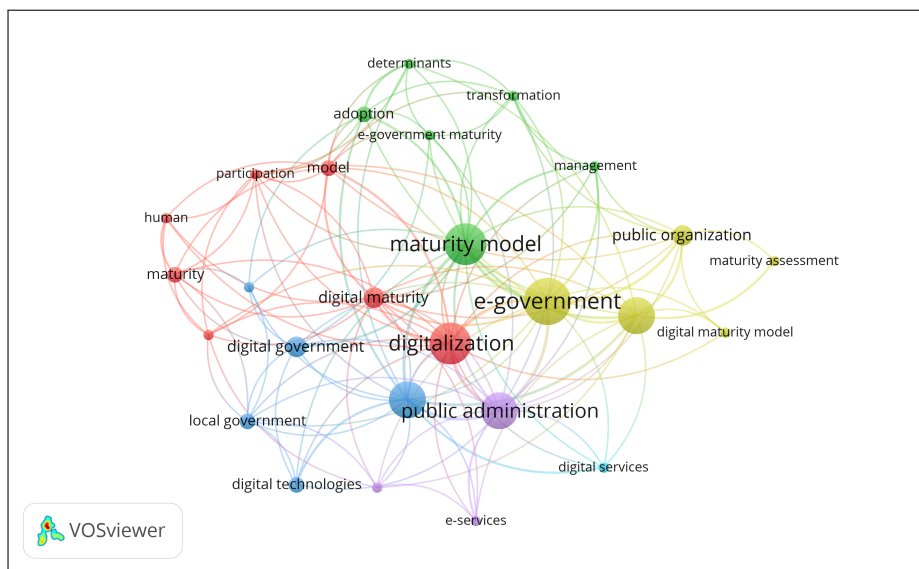 determinants
transformation
adoption
e-government maturity
model
management
participation
human
public organization
maturity model
maturity assessment
maturity
digital maturity
e-government
digital maturity model
digital government
digitalization
public administration
local government
digital services
digital technologies
e-services
VOSviewer